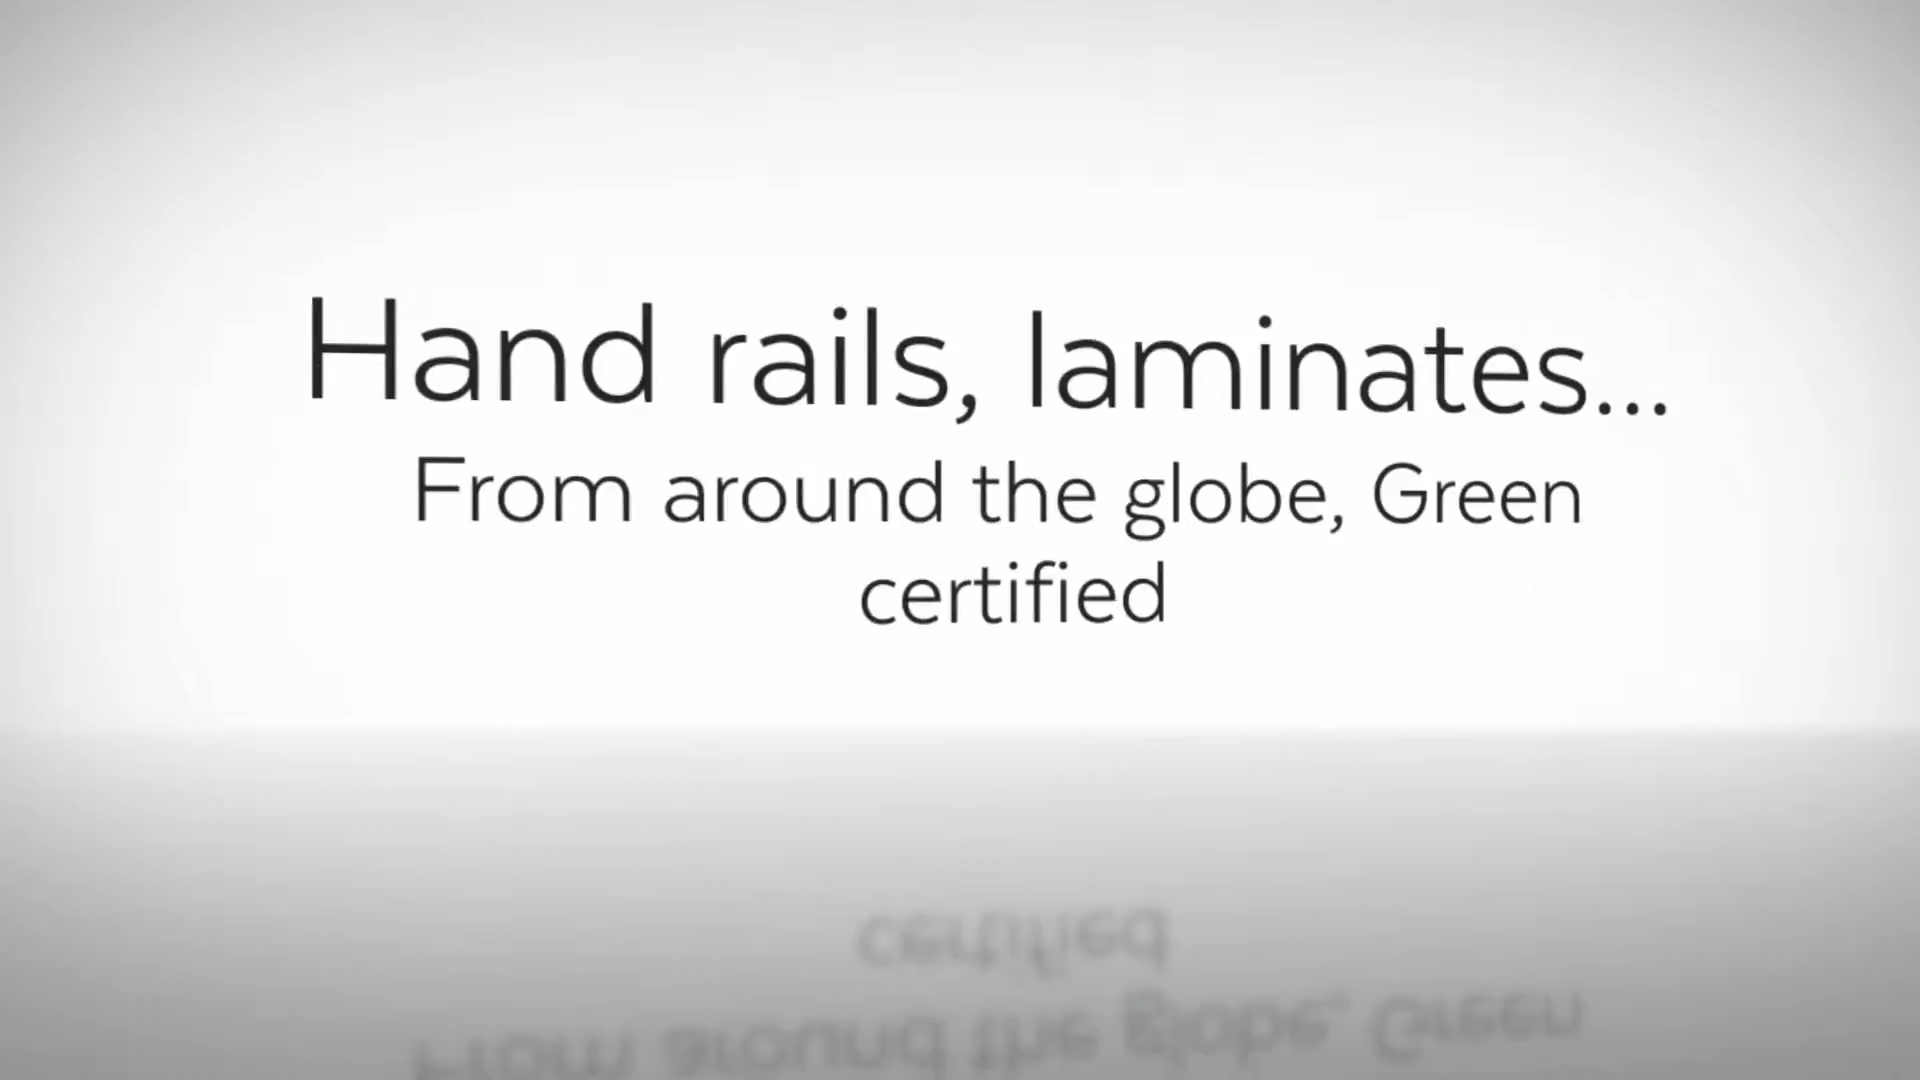 Hand rails, laminates...
From around the globe, Green
certified